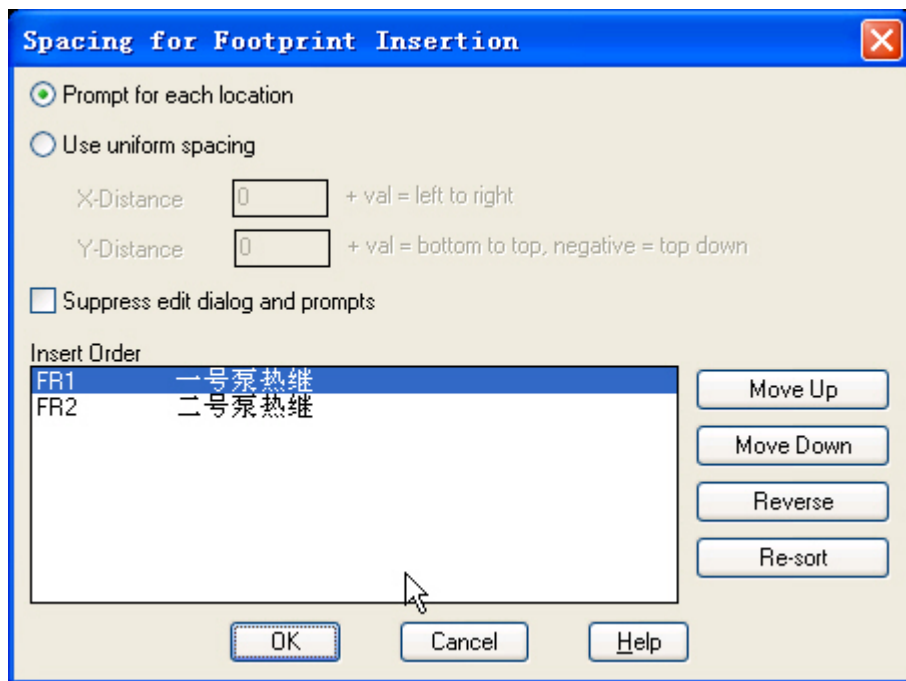 Spacing for Footprint Insertion
Prompt for each location
Use uniform spacing
X-Distance 0 + val = left to right
Y-Distance 0 + val = bottom to top, negative = top down
Suppress edit dialog and prompts
Insert Order
FR1 一号泵热继
FR2 二号泵热继
Move Up
Move Down
Reverse
Re-sort
OK Cancel Help